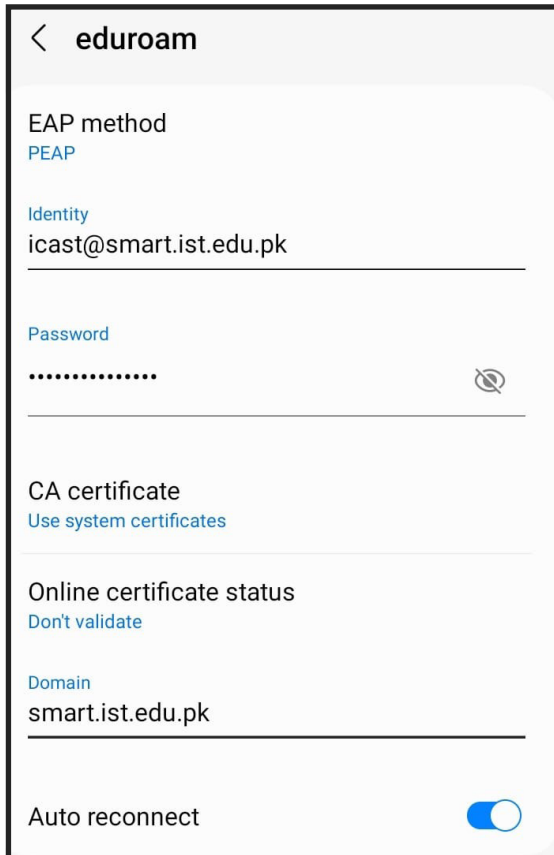 eduroam
EAP method
PEAP
Identity
icast@smart.ist.edu.pk
Password
•••••••••••••••
CA certificate
Use system certificates
Online certificate status
Don't validate
Domain
smart.ist.edu.pk
Auto reconnect